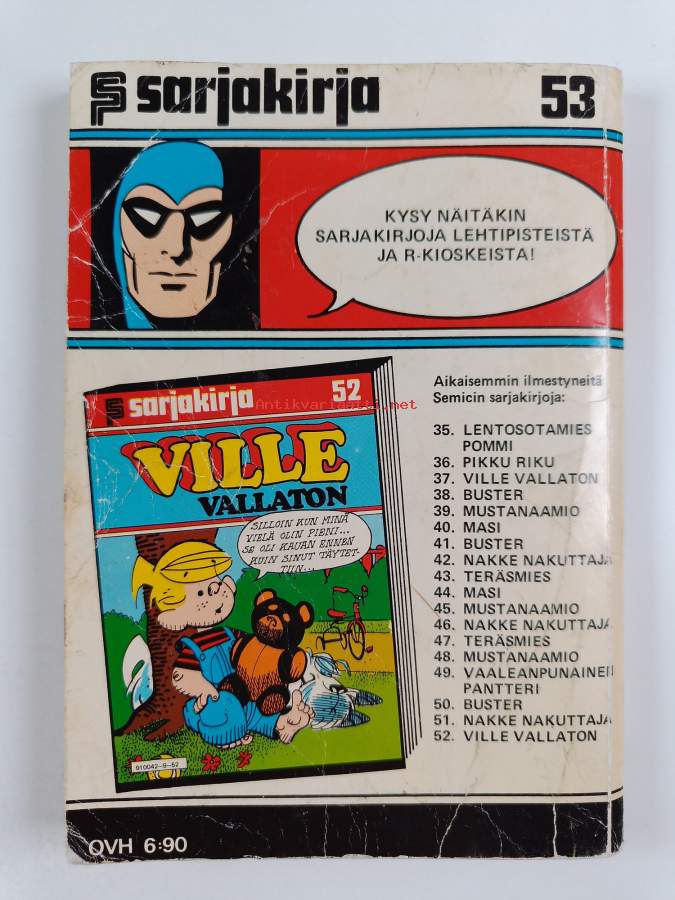 sarjakirja 53
KYSY NÄITÄKIN
SARJAKIRJOJA LEHTIPISTEISTÄ
JA R-KIOSKEISTA!
sarjakirja 52
Antikvariaatti.net
VILLE
VALLATON
SILLOIN KUN MINÄ
VIELÄ OLIN PIENI...
SE OLI KAUAN ENNEN
KUIN SINUT TÄYTET-
TIIN...
910042-9-52
Aikaisemmin ilmestyneitä
Semicin sarjakirjoja:
35. LENTOSOTAMIES
POMMI
36. PIKKU RIKU
37. VILLE VALLATON
38. BUSTER
39. MUSTANAAMIO
40. MASI
41. BUSTER
42. NAKKE NAKUTTAJA
43. TERÄSMIES
44. MASI
45. MUSTANAAMIO
46. NAKKE NAKUTTAJA
47. TERÄSMIES
48. MUSTANAAMIO
49. VAALEANPUNAINEN
PANTTERI
50. BUSTER
51. NAKKE NAKUTTAJA
52. VILLE VALLATON
OVH 6:90